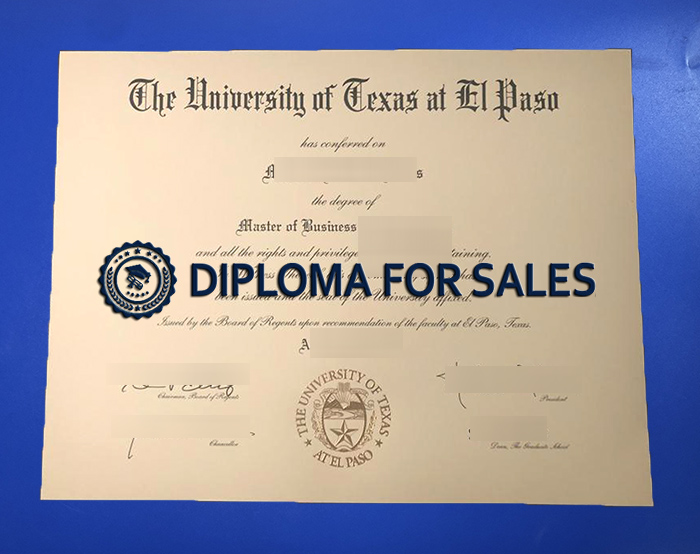 The University of Texas at El Paso
has conferred on
A s
the degree of
Master of Business
and all the rights and privilege taining.
DIPLOMA FOR SALES
been issued and the seal of the University affixed.
Issued by the Board of Regents upon recommendation of the faculty at El Paso, Texas.
A
Chairman, Board of Regents
President
Chancellor
Dean, The Graduate School
THE UNIVERSITY OF TEXAS
AT EL PASO